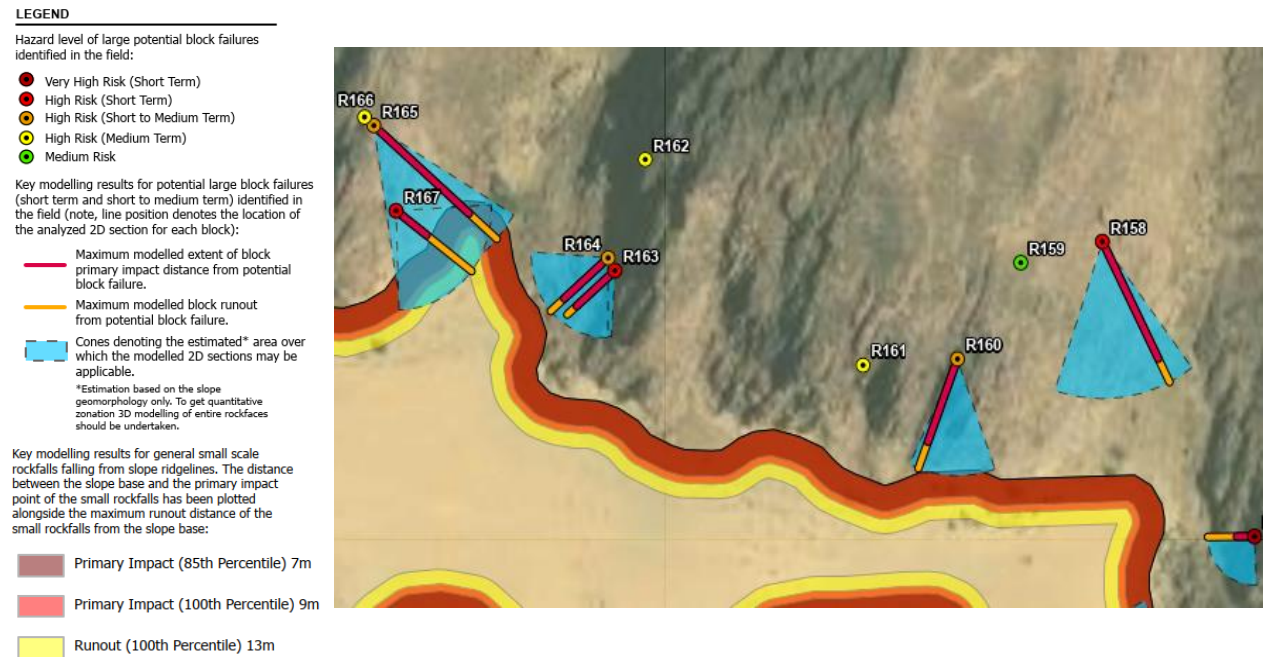 LEGEND
Hazard level of large potential block failures
identified in the field:
Very High Risk (Short Term)
High Risk (Short Term)
High Risk (Short to Medium Term)
High Risk (Medium Term)
Medium Risk
Key modelling results for potential large block failures
(short term and short to medium term) identified in
the field (note, line position denotes the location of
the analyzed 2D section for each block):
Maximum modelled extent of block
primary impact distance from potential
block failure.
Maximum modelled block runout
from potential block failure.
Cones denoting the estimated* area over
which the modelled 2D sections may be
applicable.
*Estimation based on the slope
geomorphology only. To get quantitative
zonation 3D modelling of entire rockfaces
should be undertaken.
Key modelling results for general small scale
rockfalls falling from slope ridgelines. The distance
between the slope base and the primary impact
point of the small rockfalls has been plotted
alongside the maximum runout distance of the
small rockfalls from the slope base:
Primary Impact (85th Percentile) 7m
Primary Impact (100th Percentile) 9m
Runout (100th Percentile) 13m
R166
R165
R162
R167
R164
R163
R158
R159
R161
R160